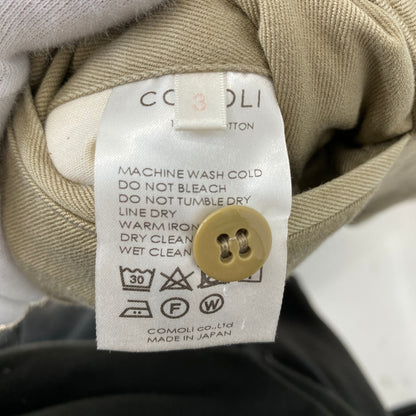 COMOLI
3
COTTON
MACHINE WASH COLD
DO NOT BLEACH
DO NOT TUMBLE DRY
LINE DRY
WARM IRON
DRY CLEAN
WET CLEAN
30
F W
COMOLI co.,Ltd
MADE IN JAPAN